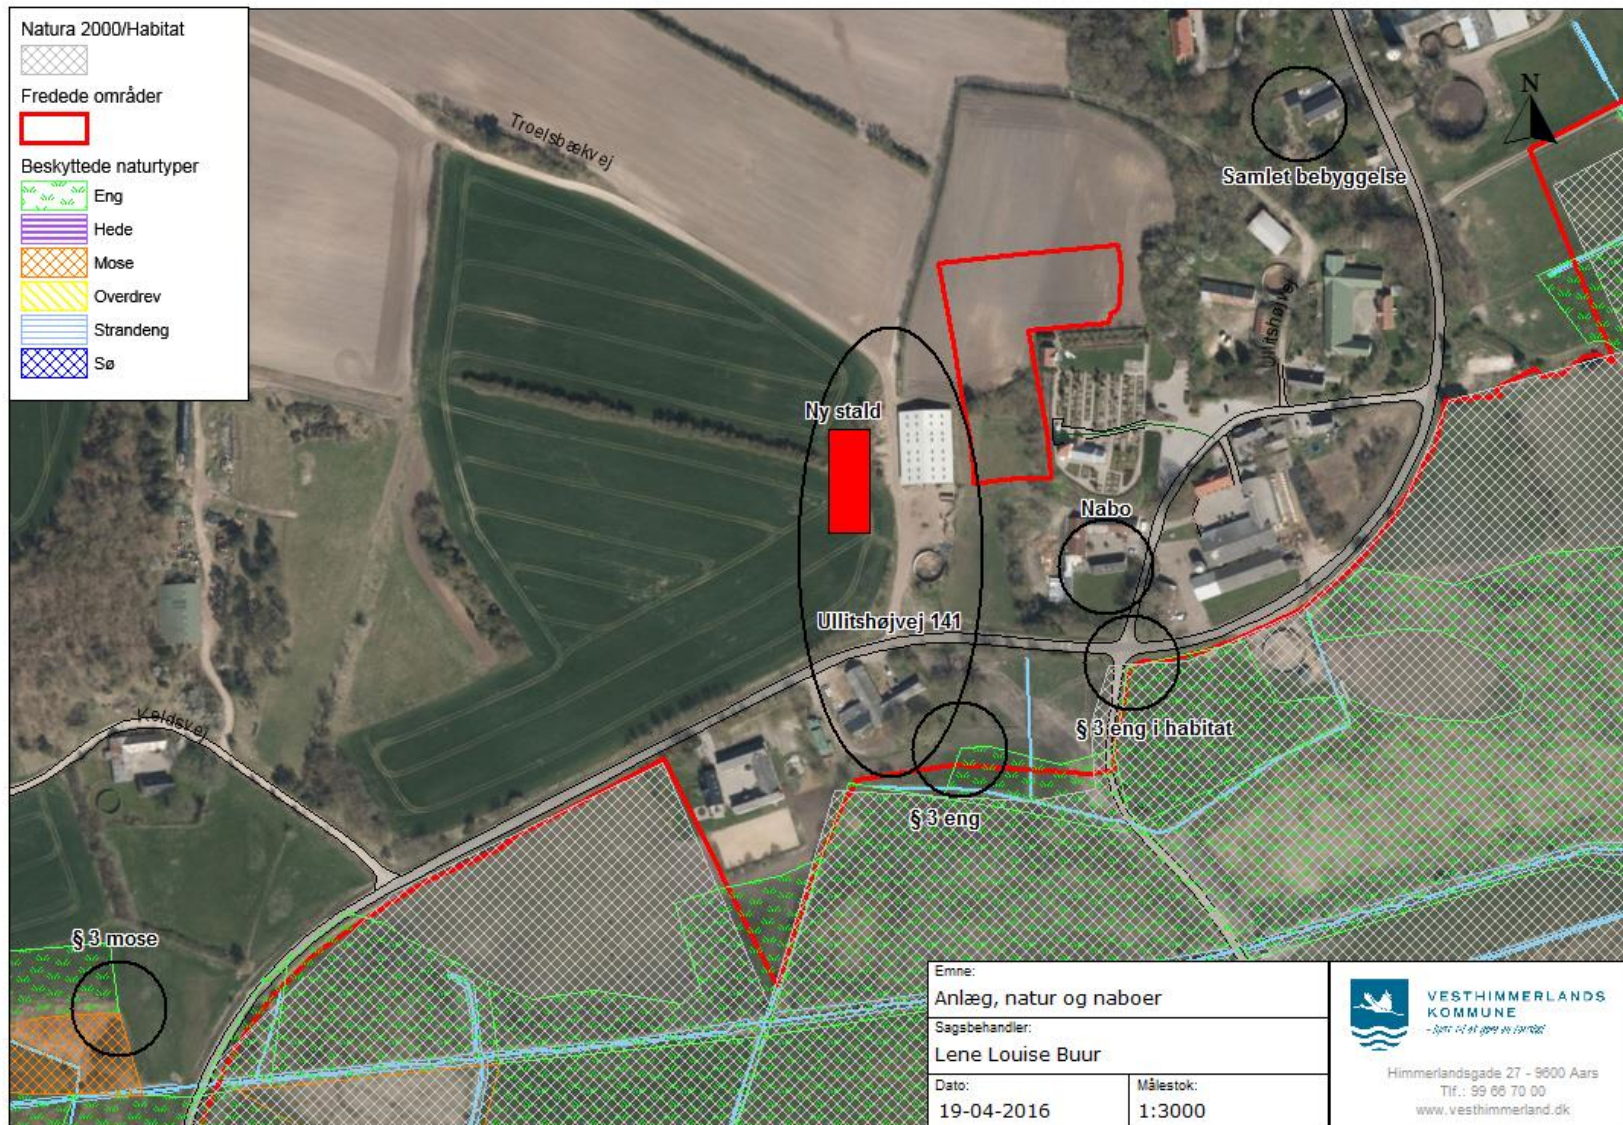 Natura 2000/Habitat
Fredede områder
Beskyttede naturtyper
Eng
Hede
Mose
Overdrev
Strandeng
Sø
Troelsbækvej
N
Samlet bebyggelse
Ullitshøjvej
Ny stald
Nabo
Ullitshøjvej 141
Keldsvej
§ 3 eng i habitat
§ 3 eng
§ 3 mose
Emne:
Anlæg, natur og naboer
Sagsbehandler:
Lene Louise Buur
Dato:
19-04-2016
Målestok:
1:3000
VESTHIMMERLANDS
KOMMUNE
Himmerlandsgade 27 - 9600 Aars
Tlf.: 99 66 70 00
www.vesthimmerland.dk